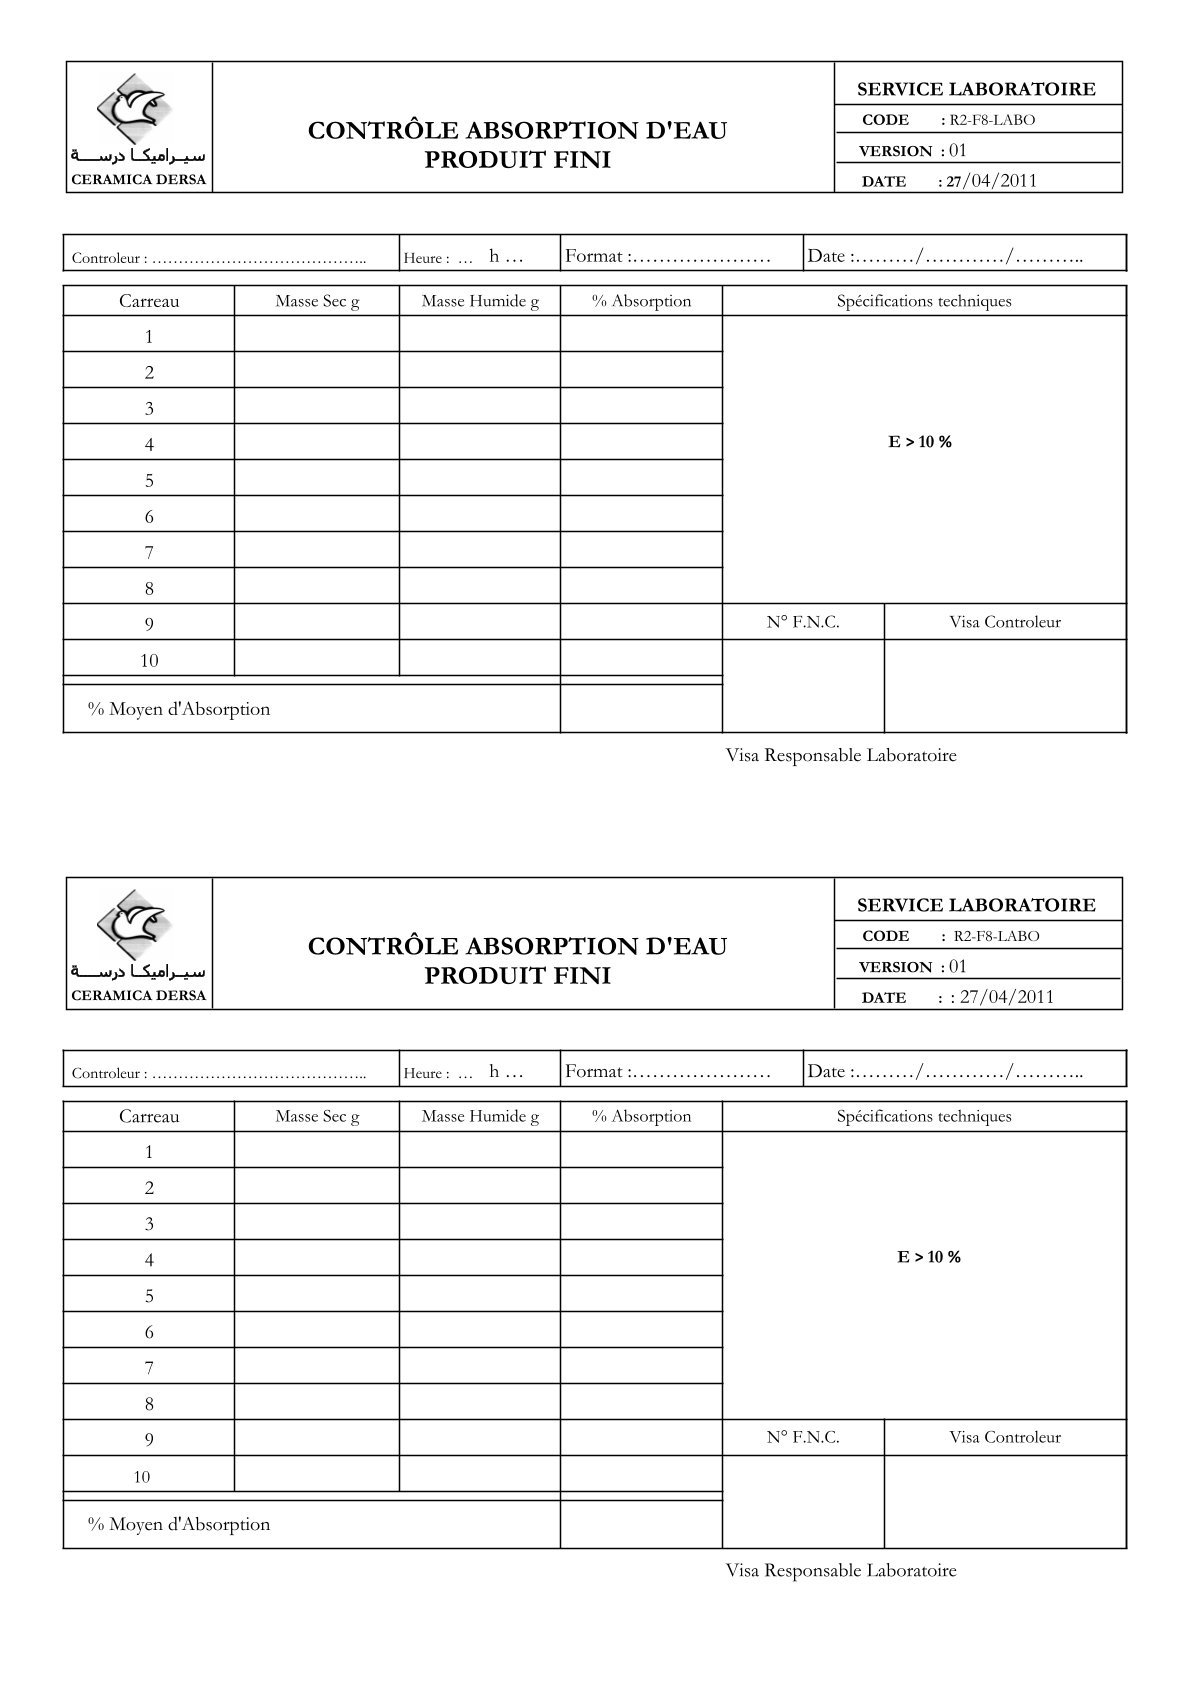 سيـراميكـا درســـة
CERAMICA DERSA
CONTRÔLE ABSORPTION D'EAU
PRODUIT FINI
SERVICE LABORATOIRE
CODE : R2-F8-LABO
VERSION : 01
DATE : 27/04/2011
Controleur : …………………………………..
Heure : … h …
Format :…………………
Date :………/…………/………..
Carreau Masse Sec g Masse Humide g % Absorption Spécifications techniques
1
2
3
4
E > 10 %
5
6
7
8
9 N° F.N.C. Visa Controleur
10
% Moyen d'Absorption
Visa Responsable Laboratoire
سيـراميكـا درســـة
CERAMICA DERSA
CONTRÔLE ABSORPTION D'EAU
PRODUIT FINI
SERVICE LABORATOIRE
CODE : R2-F8-LABO
VERSION : 01
DATE : : 27/04/2011
Controleur : …………………………………..
Heure : … h …
Format :…………………
Date :………/…………/………..
Carreau Masse Sec g Masse Humide g % Absorption Spécifications techniques
1
2
3
4
E > 10 %
5
6
7
8
9 N° F.N.C. Visa Controleur
10
% Moyen d'Absorption
Visa Responsable Laboratoire